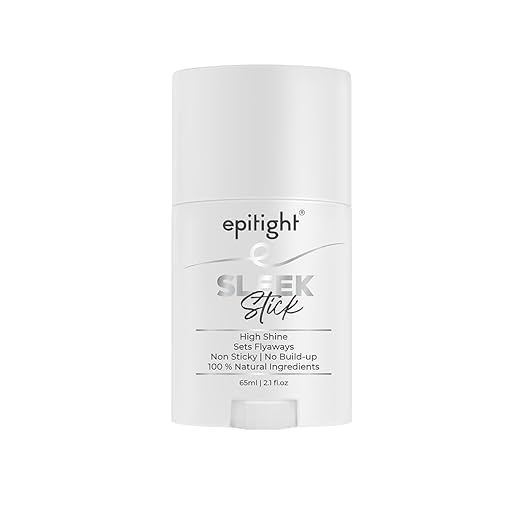 epitight®
SLEEK
Stick
High Shine
Sets Flyaways
Non Sticky | No Build-up
100 % Natural Ingredients
65ml | 2.1 fl.oz